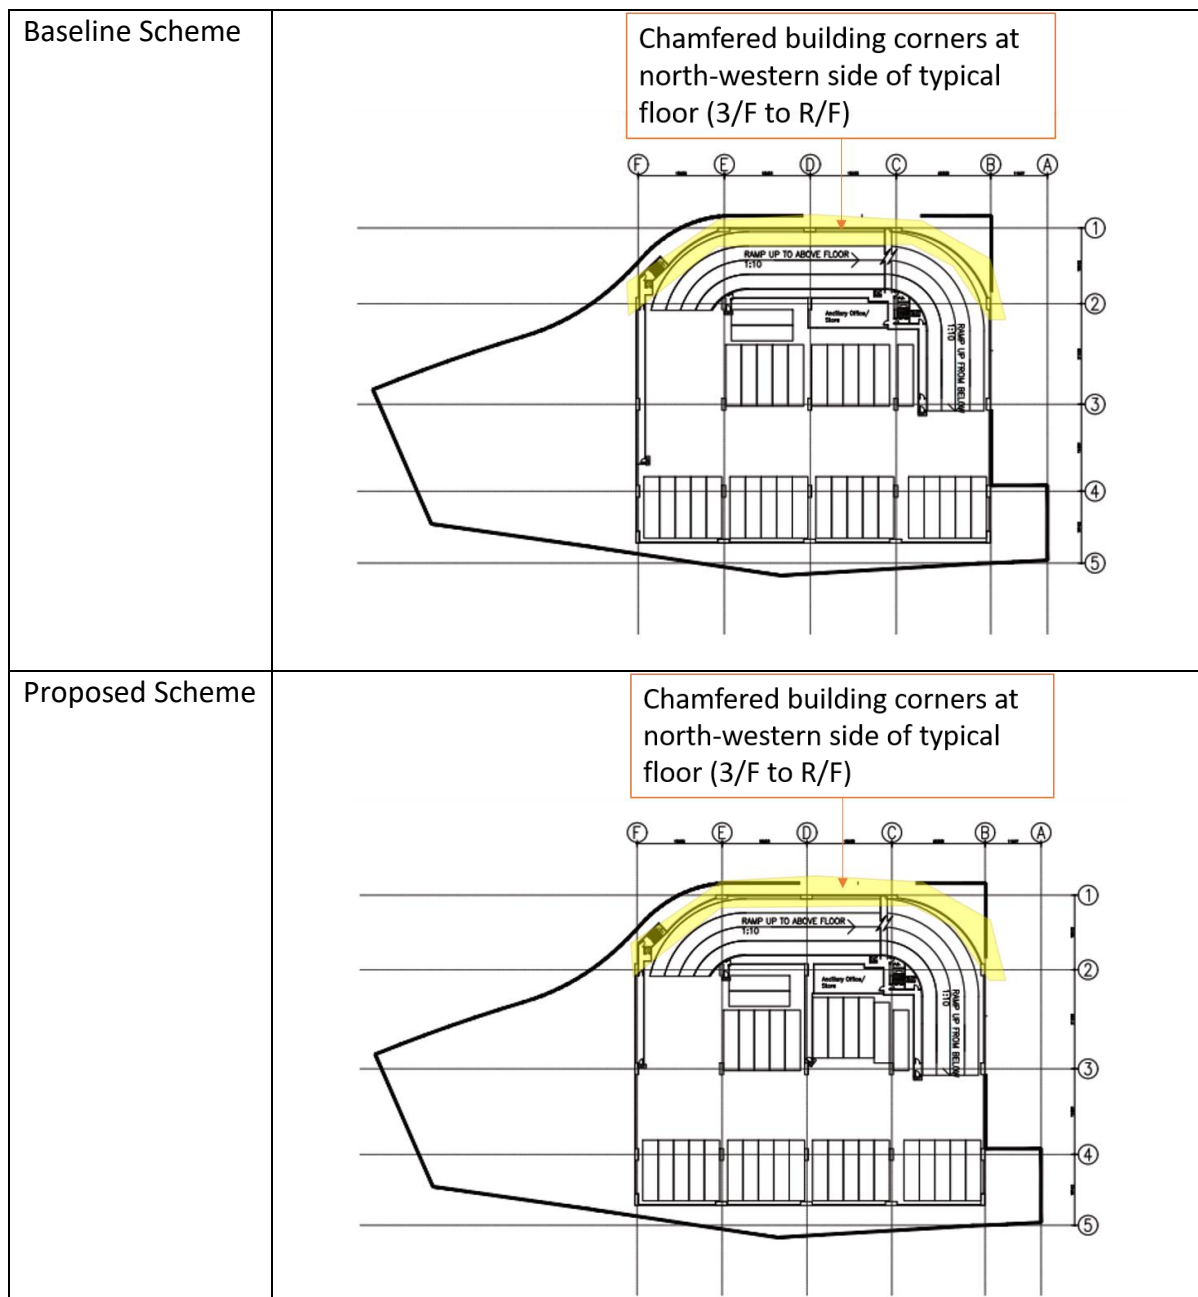 Baseline Scheme
Chamfered building corners at
north-western side of typical
floor (3/F to R/F)
F E D C B A
1
RAMP UP TO ABOVE FLOOR
1:10
2
Ancillary Office/
Store
RAMP UP FROM BELOW
1:10
3
4
5
Proposed Scheme
Chamfered building corners at
north-western side of typical
floor (3/F to R/F)
F E D C B A
1
RAMP UP TO ABOVE FLOOR
1:10
2
Ancillary Office/
Store
RAMP UP FROM BELOW
1:10
3
4
5